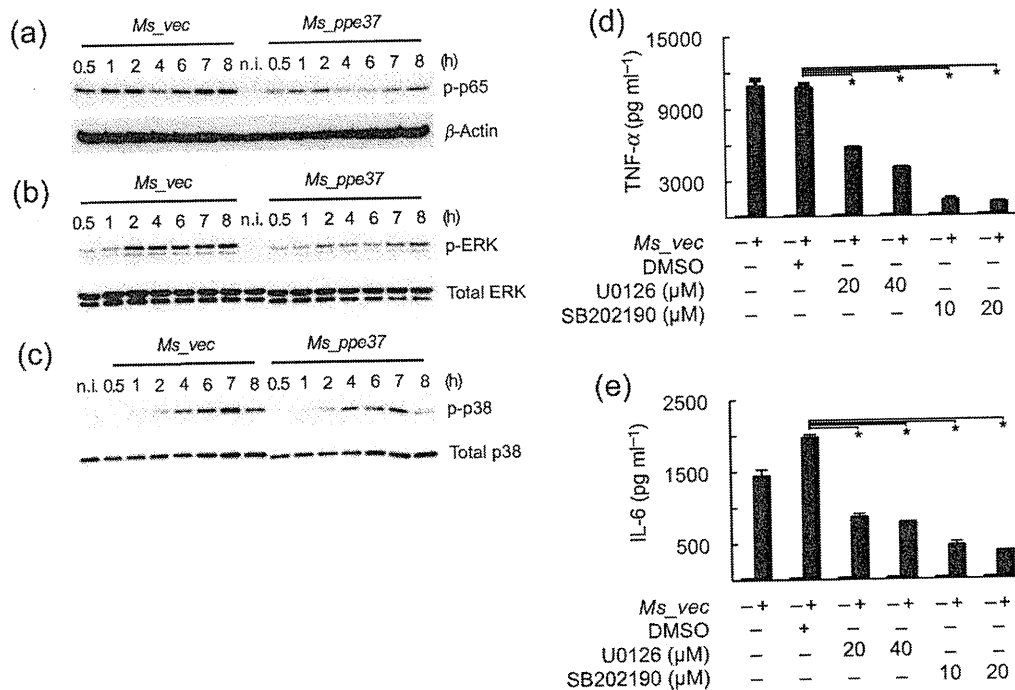 (a)
Ms_vec Ms_ppe37
0.5 1 2 4 6 7 8 n.i. 0.5 1 2 4 6 7 8 (h)
p-p65
β-Actin
(b)
Ms_vec Ms_ppe37
0.5 1 2 4 6 7 8 n.i. 0.5 1 2 4 6 7 8 (h)
p-ERK
Total ERK
(c)
Ms_vec Ms_ppe37
n.i. 0.5 1 2 4 6 7 8 0.5 1 2 4 6 7 8 (h)
p-p38
Total p38
(d)
15000
9000
3000
TNF-α (pg ml–1)
* * * *
Ms_vec –+ –+ –+ –+ –+ –+
DMSO – + – – – –
U0126 (μM) – – 20 40 – –
SB202190 (μM) – – – – 10 20
(e)
2500
1500
500
IL-6 (pg ml–1)
* * * *
Ms_vec –+ –+ –+ –+ –+ –+
DMSO – + – – – –
U0126 (μM) – – 20 40 – –
SB202190 (μM) – – – – 10 20